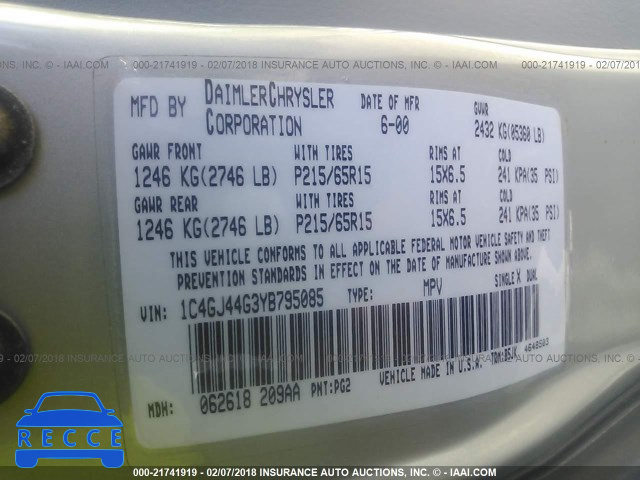 000-21741919 - 02/07/2018 INSURANCE AUTO AUCTIONS, INC. - © IAAI.COM
MFD BY DAIMLERCHRYSLER CORPORATION
DATE OF MFR 6-00
GVWR 2432 KG(05360 LB)
GAWR FRONT WITH TIRES RIMS AT COLD
1246 KG(2746 LB) P215/65R15 15X6.5 241 KPA(35 PSI)
GAWR REAR WITH TIRES RIMS AT COLD
1246 KG(2746 LB) P215/65R15 15X6.5 241 KPA(35 PSI)
THIS VEHICLE CONFORMS TO ALL APPLICABLE FEDERAL MOTOR VEHICLE SAFETY AND THEFT
PREVENTION STANDARDS IN EFFECT ON THE DATE OF MANUFACTURE SHOWN ABOVE.
VIN: 1C4GJ44G3YB795085 TYPE: MPV SINGLE X DUAL
MDH: 062618 209AA PNT:PG2 VEHICLE MADE IN U.S.A.
000-21741919 - 02/07/2018 INSURANCE AUTO AUCTIONS, INC. - © IAAI.COM